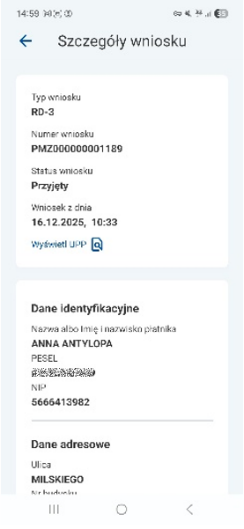 14:59
Szczegóły wniosku
Typ wniosku
RD-3
Numer wniosku
PMZ000000001189
Status wniosku
Przyjęty
Wniosek z dnia
16.12.2025, 10:33
Wyświetl UPP
Dane identyfikacyjne
Nazwa albo Imię i nazwisko płatnika
ANNA ANTYLOPA
PESEL
NIP
5666413982
Dane adresowe
Ulica
MILSKIEGO
Nr budynku